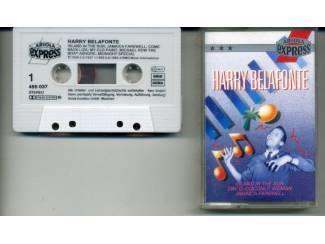 ARIOLA
express
HARRY BELAFONTE
ISLAND IN THE SUN, JAMAICA FAREWELL, COME
BACK LIZA, MY OLD PAINT, MICHAEL ROW THE
BOAT ASHORE, MIDNIGHT SPECIAL
1
495 037
STEREO
ARIOLA
express
HARRY BELAFONTE
ISLAND IN THE SUN
DAY-O, COCONUT WOMAN
JAMAICA FAREWELL